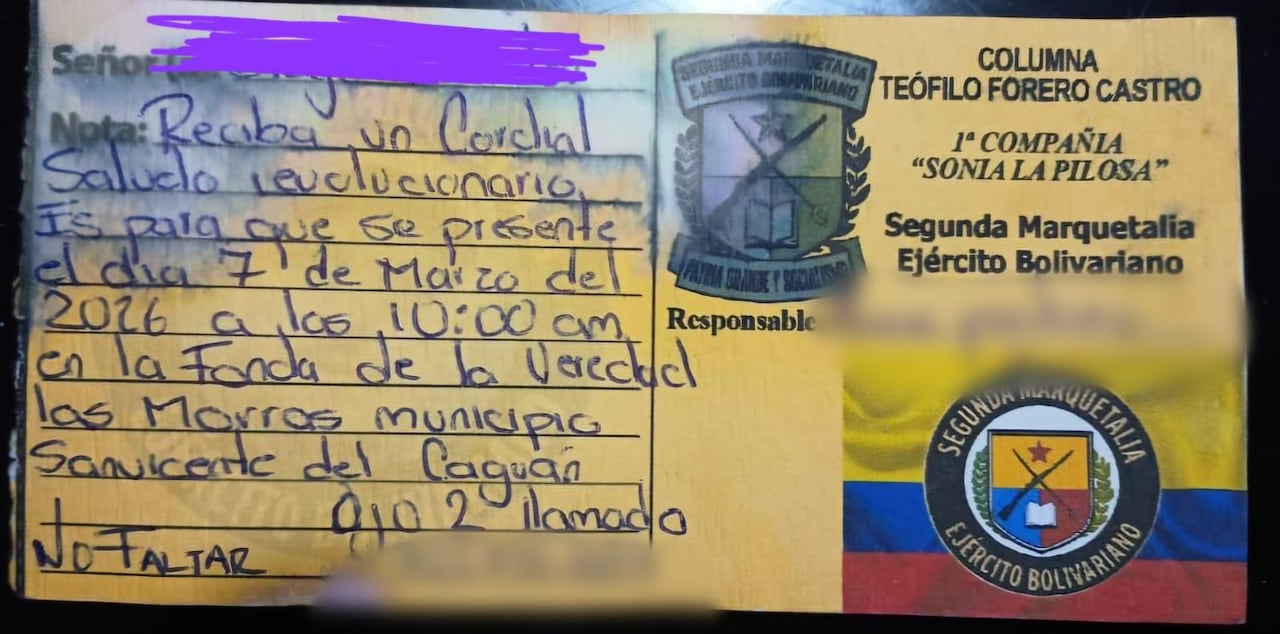 Señor
Nota: Reciba un Cordial
Saludo revolucionario,
Es para que se presente
el dia 7 de Marzo del
2026 a las 10:00 am
en la Fonda de la Veredad
las Morros municipio
Sanvicente del Caguán
Ojo 2 llamado
No FALTAR
SEGUNDA MARQUETALIA
EJÉRCITO BOLIVARIANO
PATRIA GRANDE Y SOCIALISMO
COLUMNA
TEÓFILO FORERO CASTRO
1ª COMPAÑIA
“SONIA LA PILOSA”
Segunda Marquetalia
Ejército Bolivariano
Responsable
SEGUNDA MARQUETALIA
EJÉRCITO BOLIVARIANO